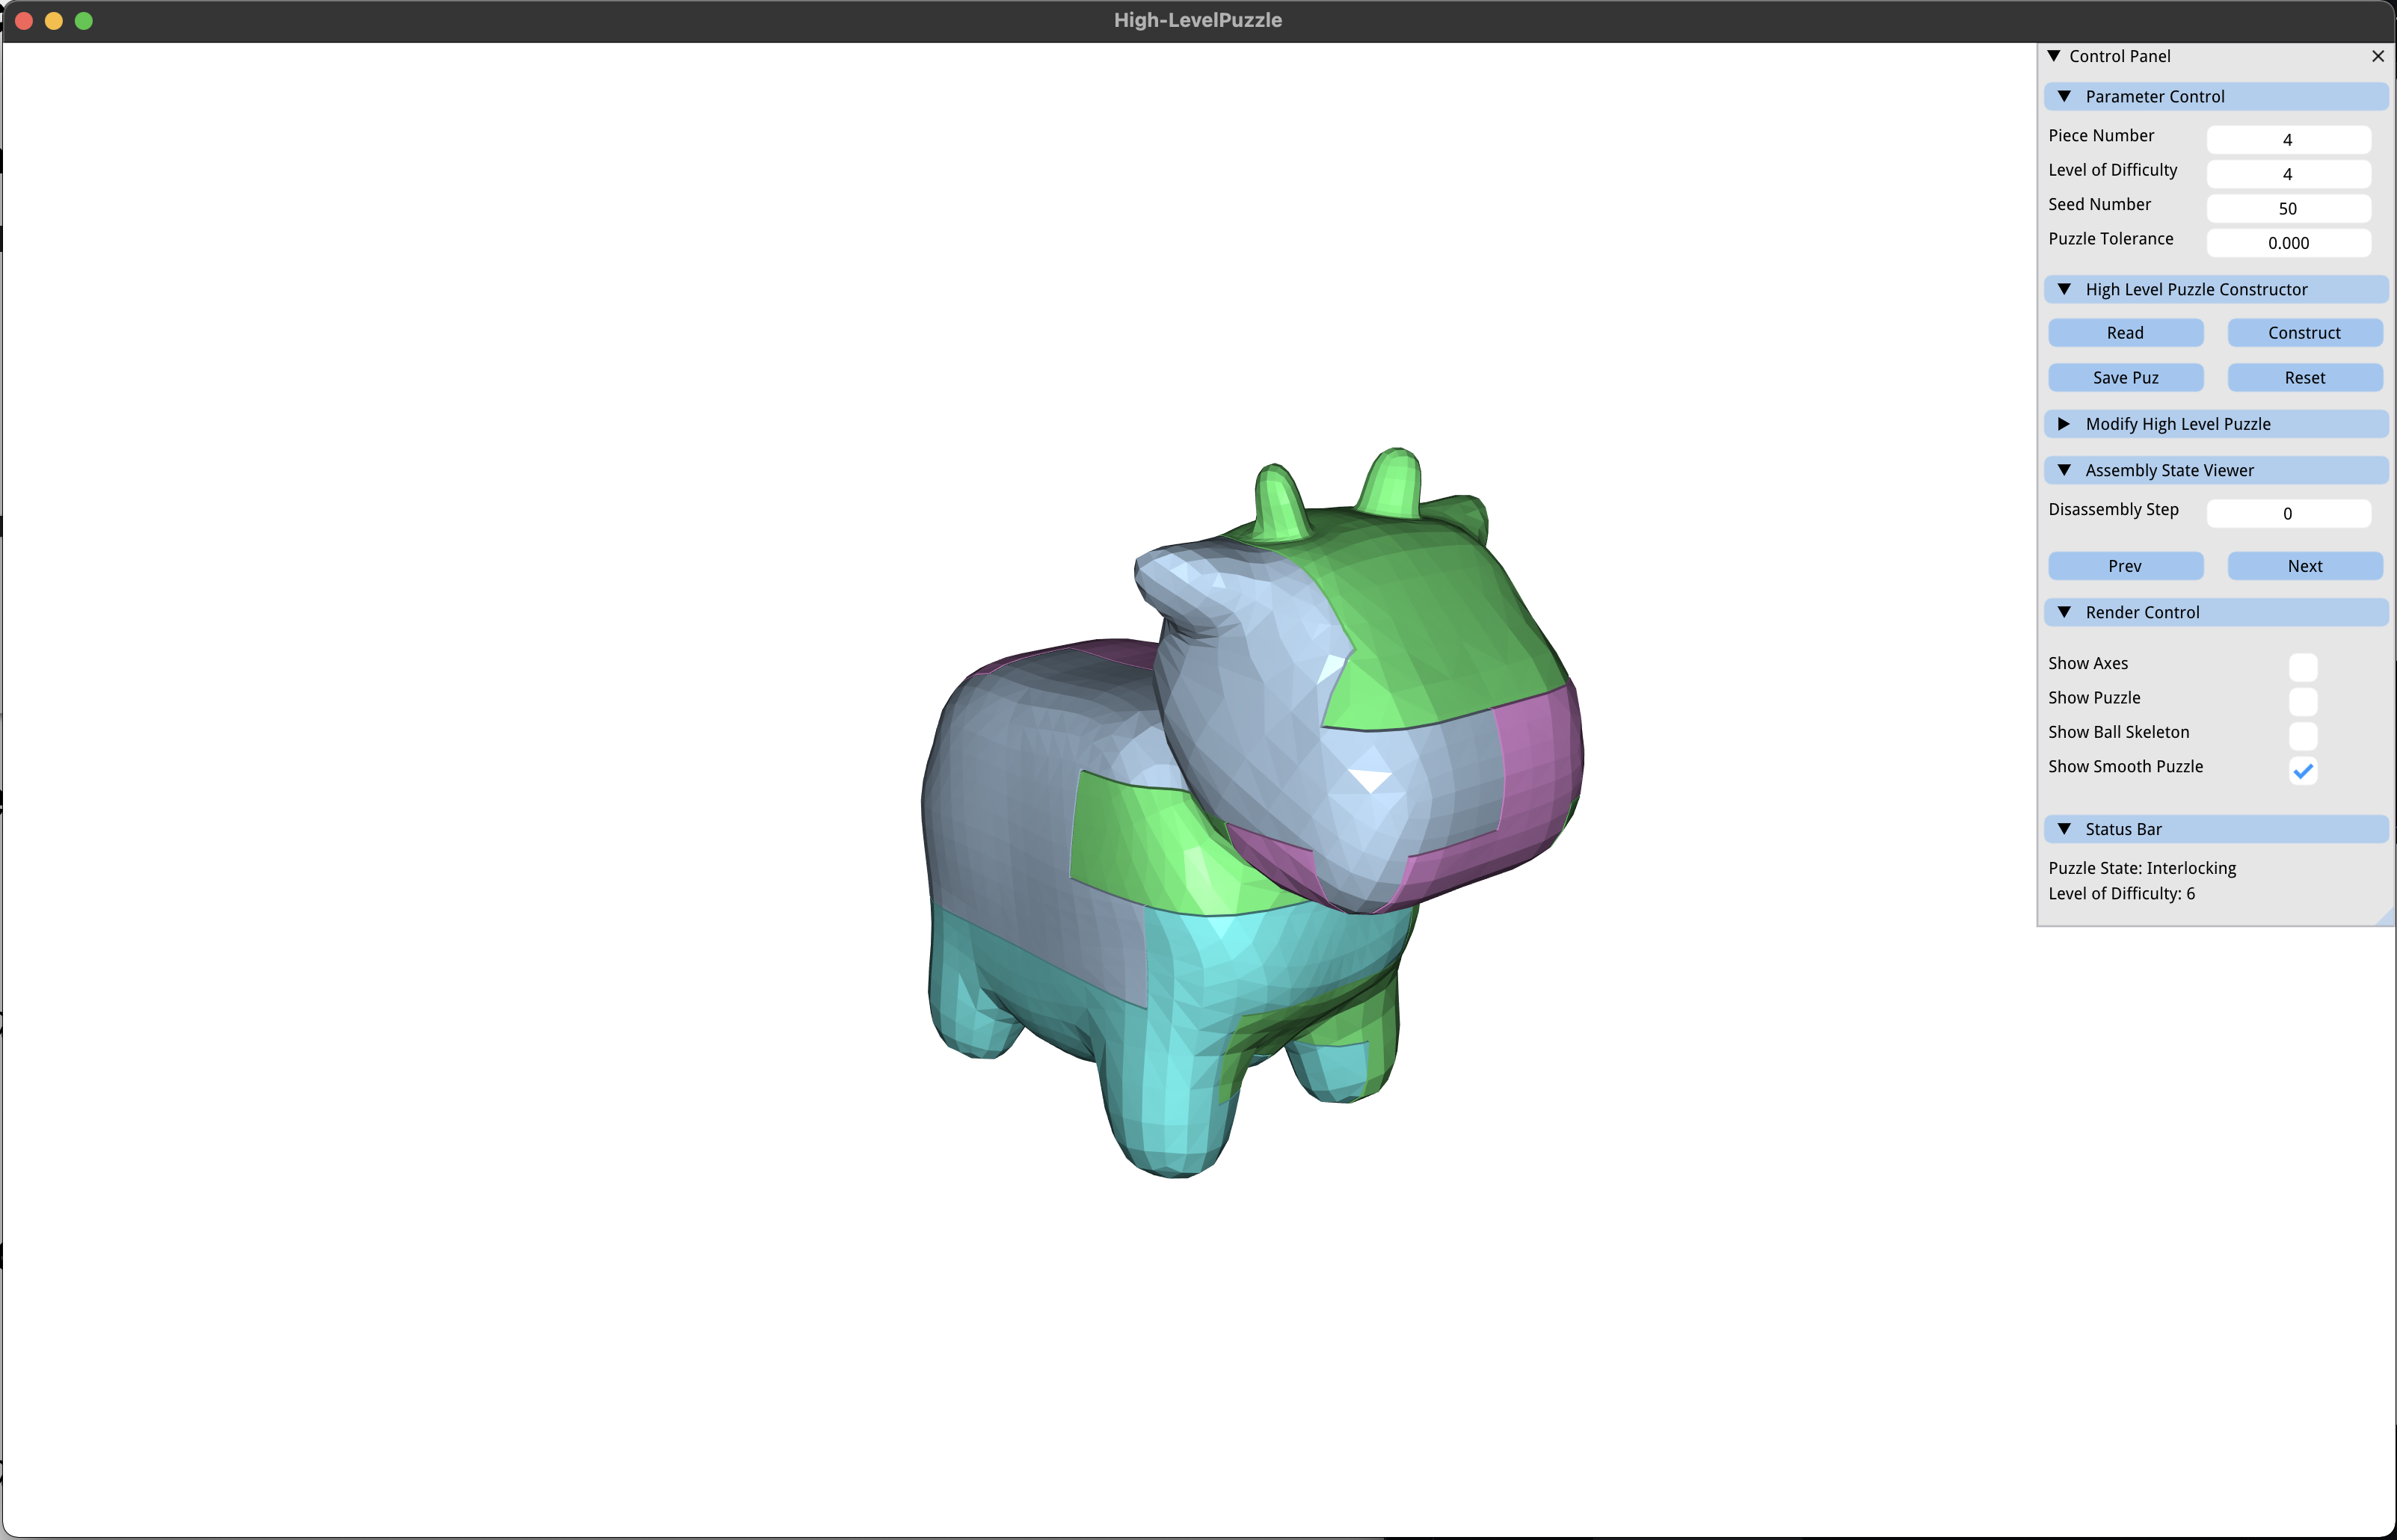 High-LevelPuzzle
Control Panel
Parameter Control
Piece Number 4
Level of Difficulty 4
Seed Number 50
Puzzle Tolerance 0.000
High Level Puzzle Constructor
Read Construct
Save Puz Reset
Modify High Level Puzzle
Assembly State Viewer
Disassembly Step 0
Prev Next
Render Control
Show Axes
Show Puzzle
Show Ball Skeleton
Show Smooth Puzzle
Status Bar
Puzzle State: Interlocking
Level of Difficulty: 6